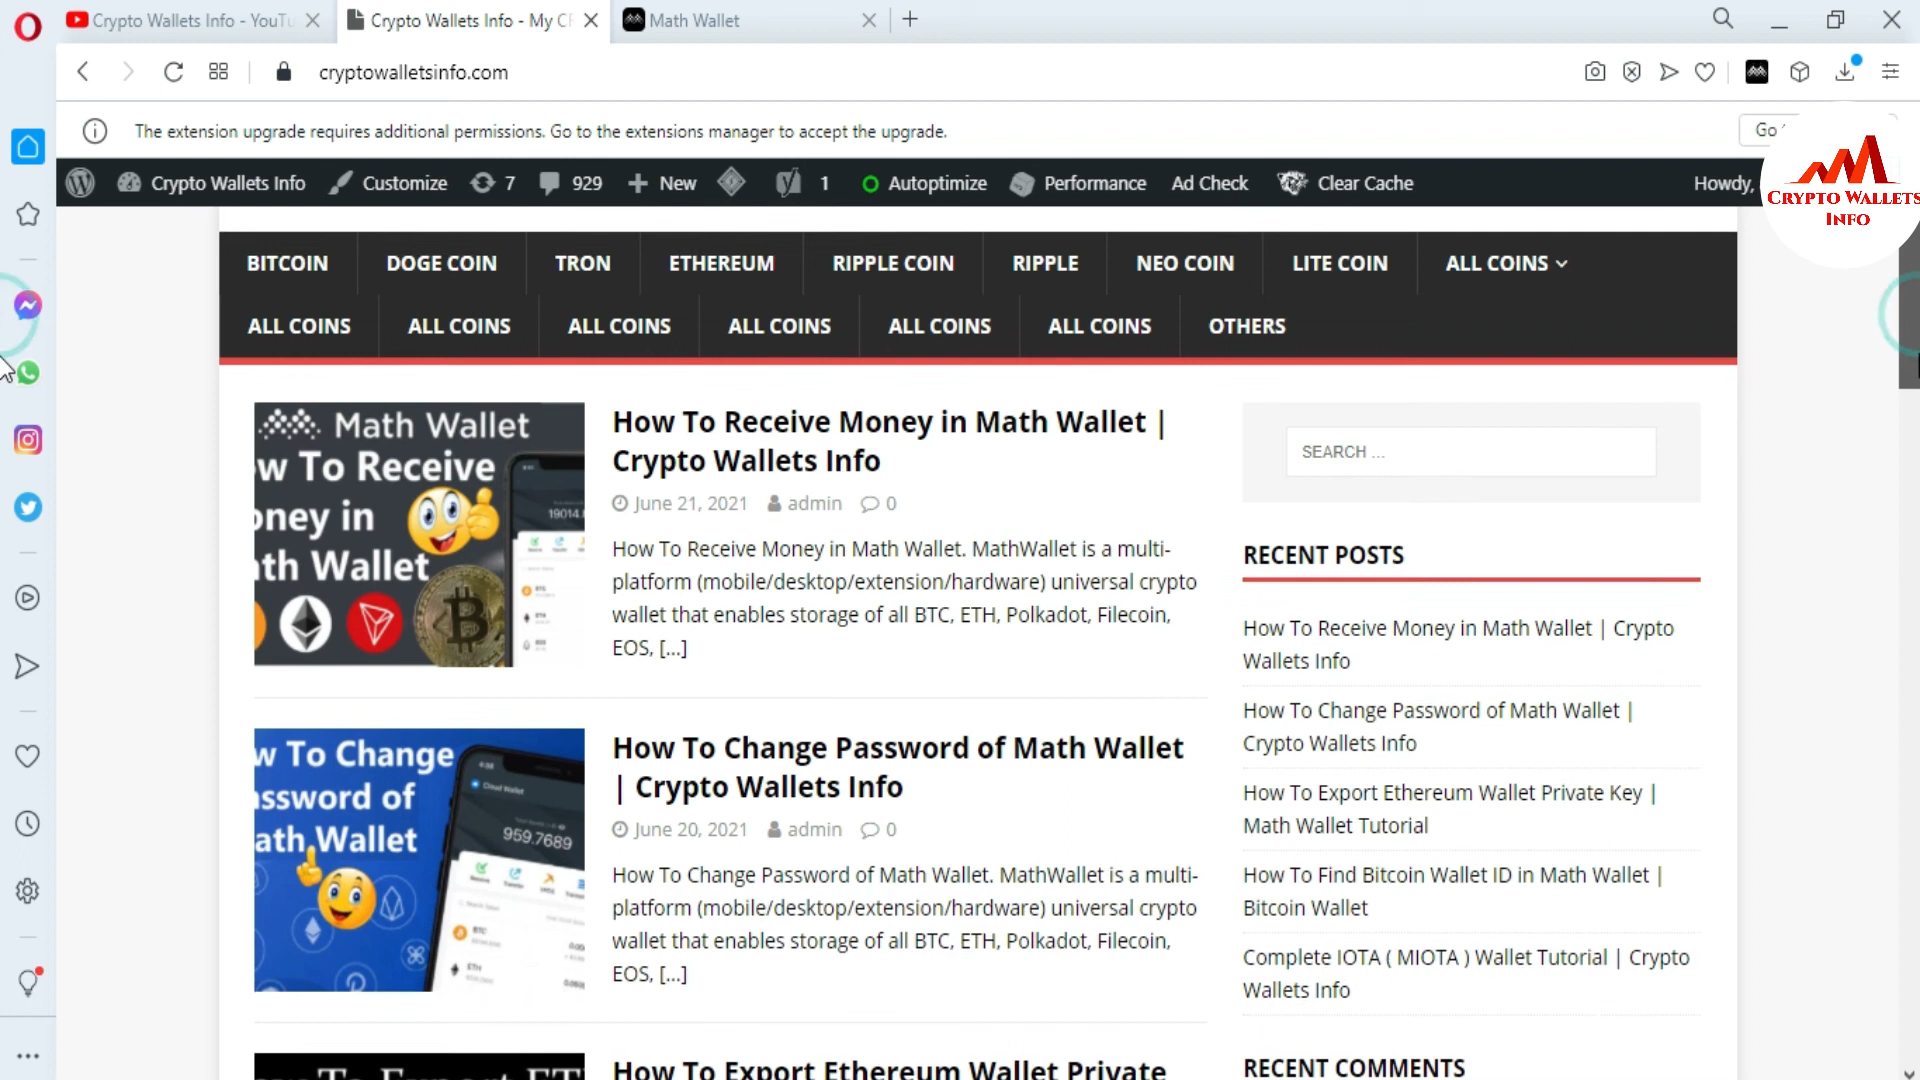 Crypto Wallets Info - YouTu
Crypto Wallets Info - My CR
Math Wallet
cryptowalletsinfo.com
The extension upgrade requires additional permissions. Go to the extensions manager to accept the upgrade.
Go
Crypto Wallets Info
Customize
7
929
New
1
Autoptimize
Performance
Ad Check
Clear Cache
Howdy,
CRYPTO WALLETS
INFO
BITCOIN
DOGE COIN
TRON
ETHEREUM
RIPPLE COIN
RIPPLE
NEO COIN
LITE COIN
ALL COINS
ALL COINS
ALL COINS
ALL COINS
ALL COINS
ALL COINS
ALL COINS
OTHERS
Math Wallet
w To Receive
oney in
ath Wallet
19014.
How To Receive Money in Math Wallet |
Crypto Wallets Info
June 21, 2021 admin 0
How To Receive Money in Math Wallet. MathWallet is a multi-
platform (mobile/desktop/extension/hardware) universal crypto
wallet that enables storage of all BTC, ETH, Polkadot, Filecoin,
EOS, [...]
w To Change
assword of
ath Wallet
4:58
Cloud Wallet
959.7689
BTC
ETH
How To Change Password of Math Wallet
| Crypto Wallets Info
June 20, 2021 admin 0
How To Change Password of Math Wallet. MathWallet is a multi-
platform (mobile/desktop/extension/hardware) universal crypto
wallet that enables storage of all BTC, ETH, Polkadot, Filecoin,
EOS, [...]
How To Export Ethereum Wallet Private
SEARCH ...
RECENT POSTS
How To Receive Money in Math Wallet | Crypto
Wallets Info
How To Change Password of Math Wallet |
Crypto Wallets Info
How To Export Ethereum Wallet Private Key |
Math Wallet Tutorial
How To Find Bitcoin Wallet ID in Math Wallet |
Bitcoin Wallet
Complete IOTA ( MIOTA ) Wallet Tutorial | Crypto
Wallets Info
RECENT COMMENTS